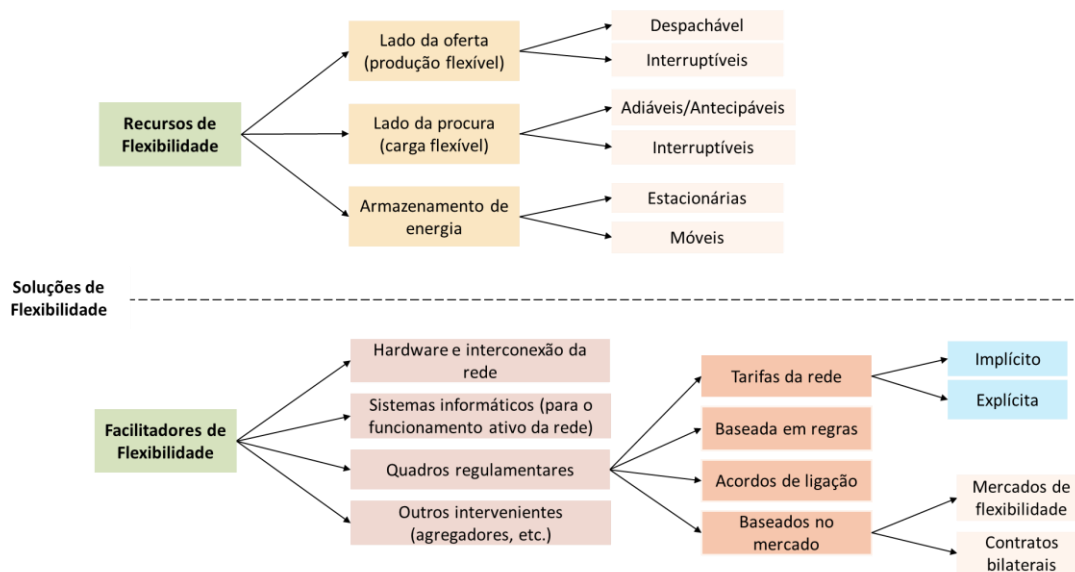 Recursos de
Flexibilidade
Lado da oferta
(produção flexível)
Despachável
Interruptíveis
Lado da procura
(carga flexível)
Adiáveis/Antecipáveis
Interruptíveis
Armazenamento de
energia
Estacionárias
Móveis
Soluções de
Flexibilidade
Facilitadores de
Flexibilidade
Hardware e interconexão da
rede
Sistemas informáticos (para o
funcionamento ativo da rede)
Quadros regulamentares
Outros intervenientes
(agregadores, etc.)
Tarifas da rede
Implícito
Explícita
Baseada em regras
Acordos de ligação
Baseados no
mercado
Mercados de
flexibilidade
Contratos
bilaterais